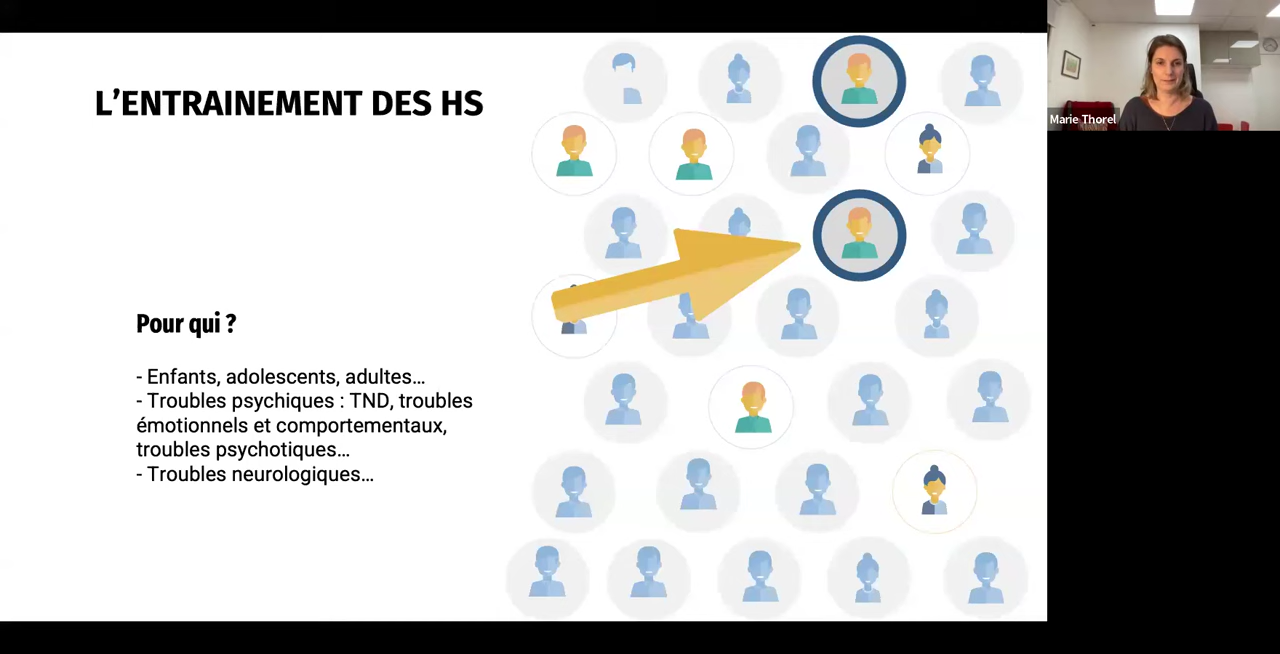 L'ENTRAINEMENT DES HS
Marie Thorel
Pour qui ?
- Enfants, adolescents, adultes…
- Troubles psychiques : TND, troubles
émotionnels et comportementaux,
troubles psychotiques…
- Troubles neurologiques…